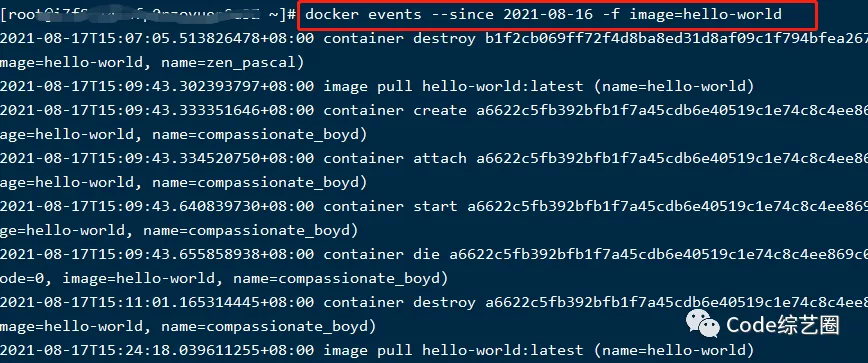 ~]# docker events --since 2021-08-16 -f image=hello-world
2021-08-17T15:07:05.513826478+08:00 container destroy b1f2cb069ff72f4d8ba8ed31d8af09c1f794bfea267
mage=hello-world, name=zen_pascal)
2021-08-17T15:09:43.302393797+08:00 image pull hello-world:latest (name=hello-world)
2021-08-17T15:09:43.333351646+08:00 container create a6622c5fb392bfb1f7a45cdb6e40519c1e74c8c4ee86
age=hello-world, name=compassionate_boyd)
2021-08-17T15:09:43.334520750+08:00 container attach a6622c5fb392bfb1f7a45cdb6e40519c1e74c8c4ee86
age=hello-world, name=compassionate_boyd)
2021-08-17T15:09:43.640839730+08:00 container start a6622c5fb392bfb1f7a45cdb6e40519c1e74c8c4ee869
ge=hello-world, name=compassionate_boyd)
2021-08-17T15:09:43.655858938+08:00 container die a6622c5fb392bfb1f7a45cdb6e40519c1e74c8c4ee869c0
ode=0, image=hello-world, name=compassionate_boyd)
2021-08-17T15:11:01.165314445+08:00 container destroy a6622c5fb392bfb1f7a45cdb6e40519c1e74c8c4ee8
mage=hello-world, name=compassionate_boyd)
2021-08-17T15:24:18.039611255+08:00 image pull hello-world:latest (name=hello-world)
Code综艺圈